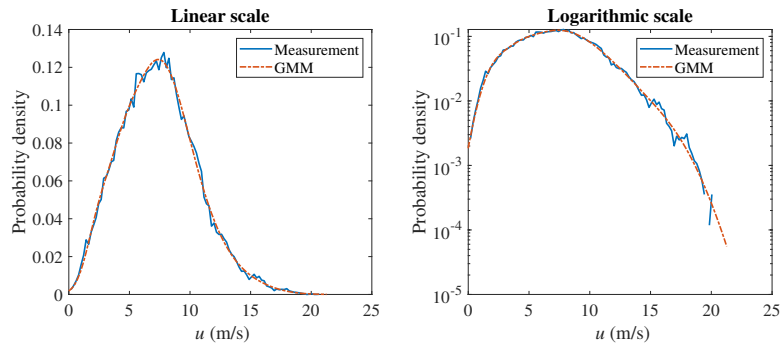 Linear scale
0.14
0.12
0.1
0.08
0.06
0.04
0.02
0
Probability density
Measurement
GMM
0 5 10 15 20 25
u (m/s)
Logarithmic scale
10^-1
10^-2
10^-3
10^-4
10^-5
Probability density
Measurement
GMM
0 5 10 15 20 25
u (m/s)